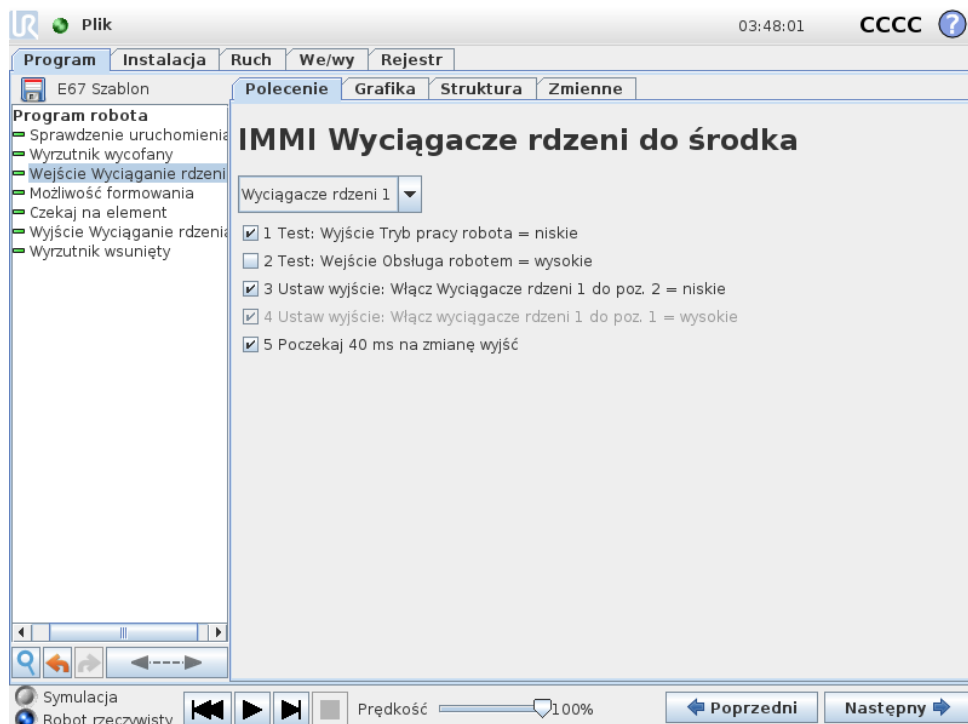 UR Plik 03:48:01 CCCC ?
Program Instalacja Ruch We/wy Rejestr
E67 Szablon
Polecenie Grafika Struktura Zmienne
Program robota
Sprawdzenie uruchomienia
Wyrzutnik wycofany
Wejście Wyciąganie rdzeni
Możliwość formowania
Czekaj na element
Wyjście Wyciąganie rdzenia
Wyrzutnik wsunięty
IMMI Wyciągacze rdzeni do środka
Wyciągacze rdzeni 1
1 Test: Wyjście Tryb pracy robota = niskie
2 Test: Wejście Obsługa robotem = wysokie
3 Ustaw wyjście: Włącz Wyciągacze rdzeni 1 do poz. 2 = niskie
4 Ustaw wyjście: Włącz wyciągacze rdzeni 1 do poz. 1 = wysokie
5 Poczekaj 40 ms na zmianę wyjść
Symulacja
Robot rzeczywisty
Prędkość 100%
Poprzedni Następny